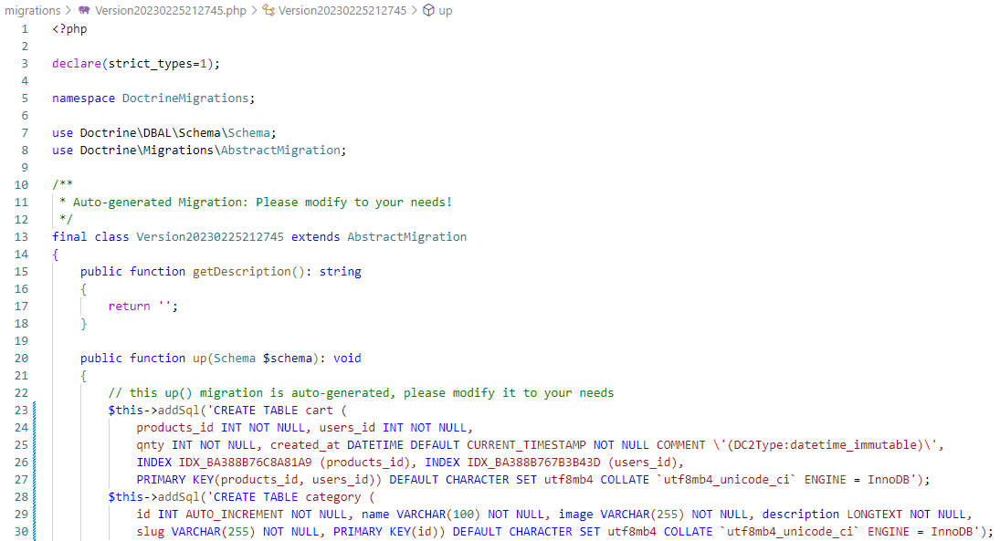 migrations > Version20230225212745.php > Version20230225212745 > up
1 <?php
2
3 declare(strict_types=1);
4
5 namespace DoctrineMigrations;
6
7 use Doctrine\DBAL\Schema\Schema;
8 use Doctrine\Migrations\AbstractMigration;
9
10 /**
11  * Auto-generated Migration: Please modify to your needs!
12  */
13 final class Version20230225212745 extends AbstractMigration
14 {
15     public function getDescription(): string
16     {
17         return '';
18     }
19
20     public function up(Schema $schema): void
21     {
22         // this up() migration is auto-generated, please modify it to your needs
23         $this->addSql('CREATE TABLE cart (
24             products_id INT NOT NULL, users_id INT NOT NULL,
25             qnty INT NOT NULL, created_at DATETIME DEFAULT CURRENT_TIMESTAMP NOT NULL COMMENT \'(DC2Type:datetime_immutable)\',
26             INDEX IDX_BA388B76C8A81A9 (products_id), INDEX IDX_BA388B767B3B43D (users_id),
27             PRIMARY KEY(products_id, users_id)) DEFAULT CHARACTER SET utf8mb4 COLLATE `utf8mb4_unicode_ci` ENGINE = InnoDB');
28         $this->addSql('CREATE TABLE category (
29             id INT AUTO_INCREMENT NOT NULL, name VARCHAR(100) NOT NULL, image VARCHAR(255) NOT NULL, description LONGTEXT NOT NULL,
30             slug VARCHAR(255) NOT NULL, PRIMARY KEY(id)) DEFAULT CHARACTER SET utf8mb4 COLLATE `utf8mb4_unicode_ci` ENGINE = InnoDB');